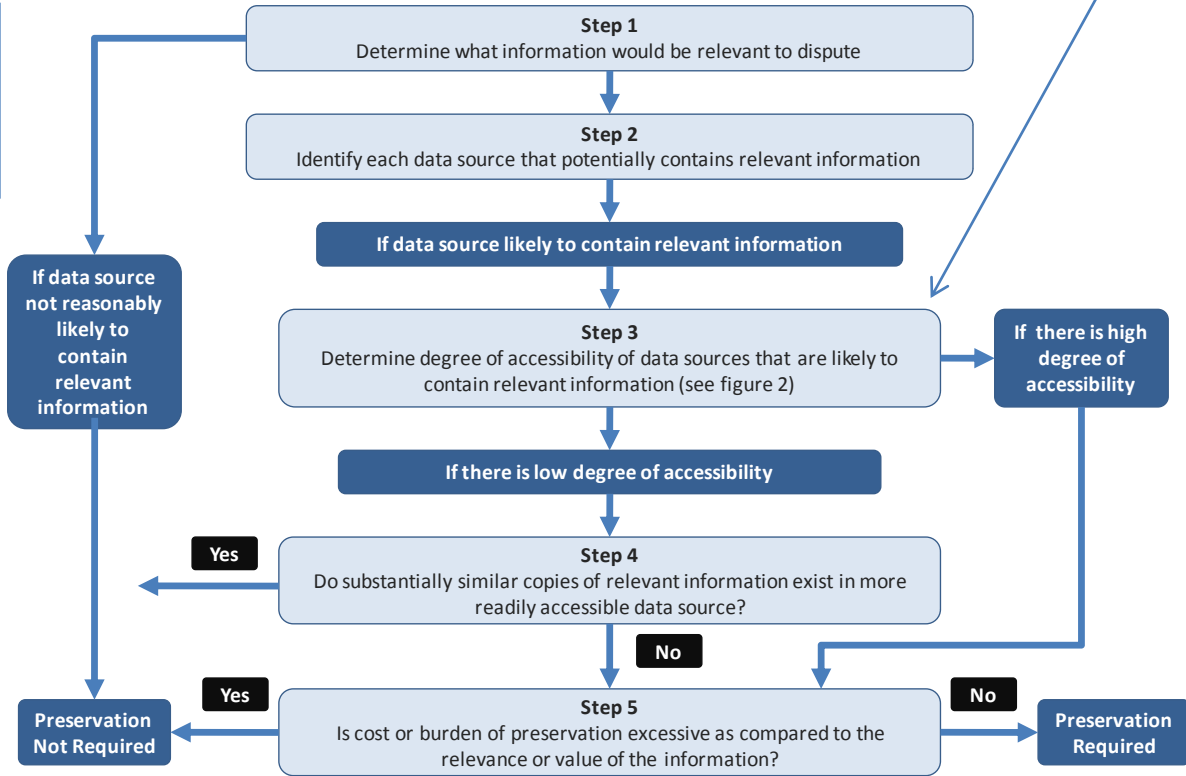 Step 1
Determine what information would be relevant to dispute
Step 2
Identify each data source that potentially contains relevant information
If data source likely to contain relevant information
If data source
not reasonably
likely to
contain
relevant
information
Step 3
Determine degree of accessibility of data sources that are likely to
contain relevant information (see figure 2)
If there is high
degree of
accessibility
If there is low degree of accessibility
Yes
Step 4
Do substantially similar copies of relevant information exist in more
readily accessible data source?
No
Yes
Step 5
Is cost or burden of preservation excessive as compared to the
relevance or value of the information?
No
Preservation
Not Required
Preservation
Required